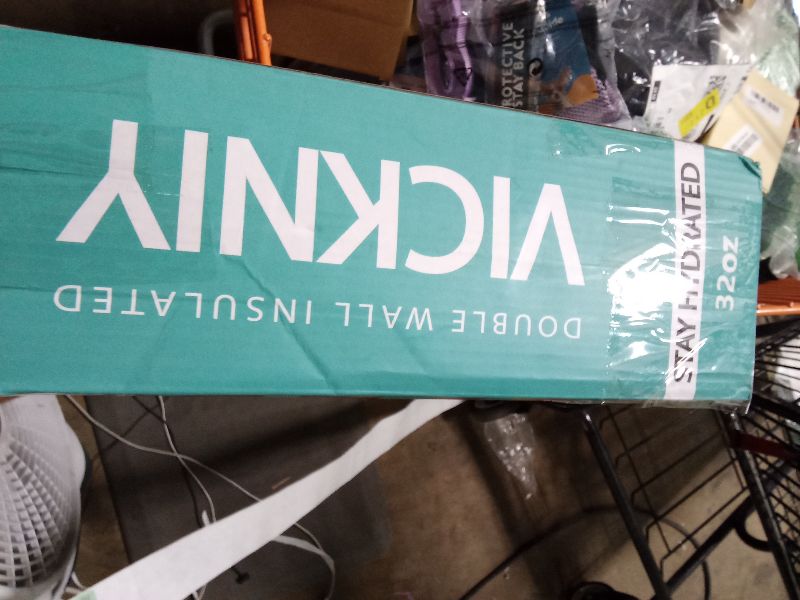 VICKNIY
DOUBLE WALL INSULATED
STAY HYDRATED
32oz
PROTECTIVE
STAY BACK